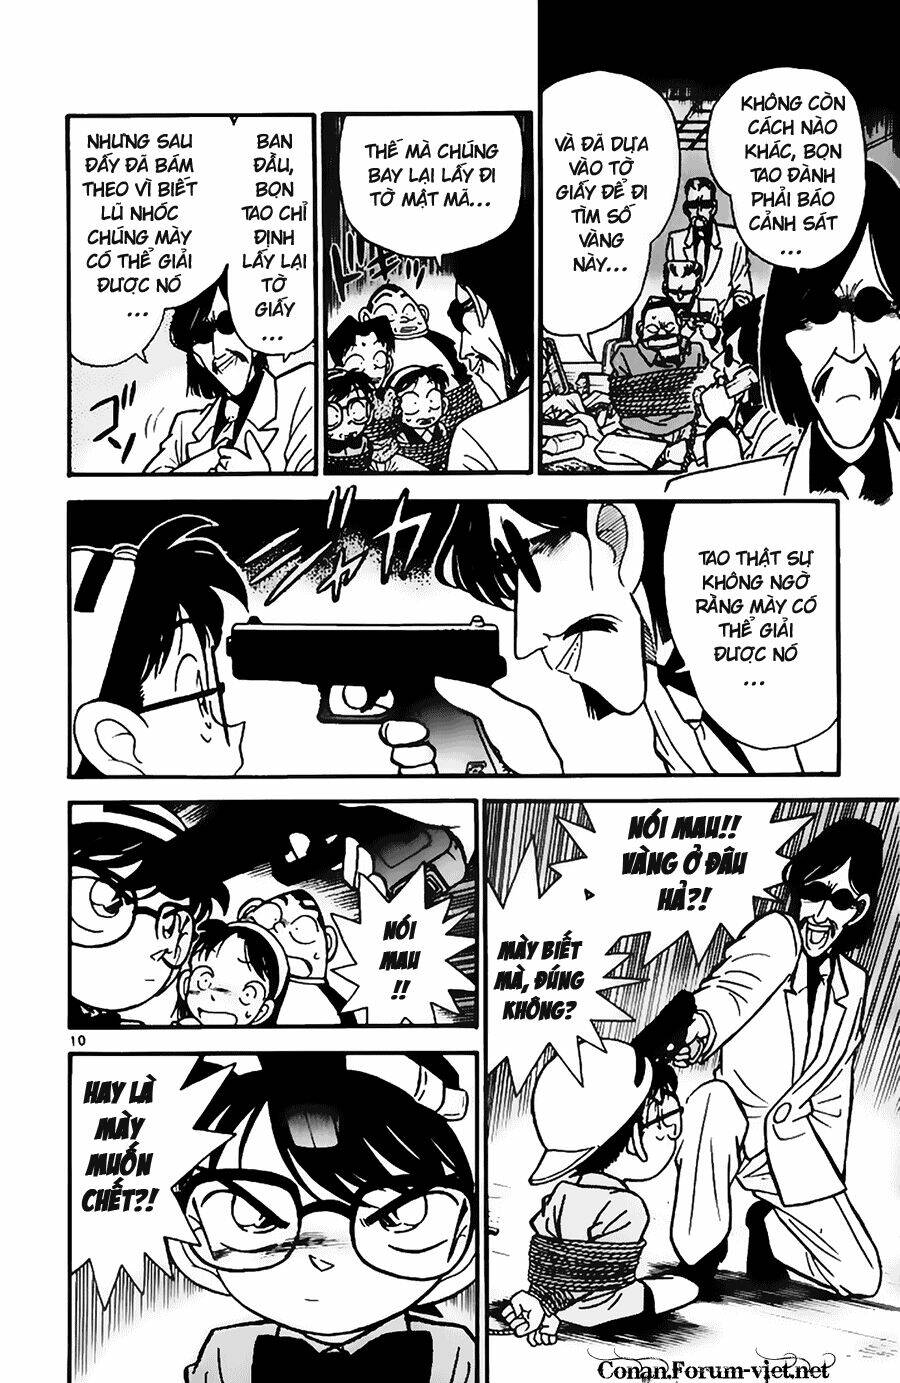 KHÔNG CÒN
CÁCH NÀO
KHÁC, BỌN
TAO ĐÀNH
PHẢI BÁO
CẢNH SÁT
...
VÀ ĐÃ DỰA
VÀO TỜ
GIẤY ĐỂ ĐI
TÌM SỐ
VÀNG
NÀY...
THẾ MÀ CHÚNG
BAY LẠI LẤY ĐI
TỜ MẬT MÃ...
BAN
ĐẦU,
BỌN
TAO CHỈ
ĐỊNH
LẤY LẠI
TỜ
GIẤY
NHƯNG SAU
ĐẤY ĐÃ BÁM
THEO VÌ BIẾT
LŨ NHÓC
CHÚNG MÀY
CÓ THỂ GIẢI
ĐƯỢC NÓ
...
TAO THẬT SỰ
KHÔNG NGỜ
RẰNG MÀY CÓ
THỂ GIẢI
ĐƯỢC NÓ
...
NÓI MAU!!
VÀNG Ở ĐÂU
HẢ?!
MÀY BIẾT
MÀ, ĐÚNG
KHÔNG?
NÓI
MAU
!!
10
HAY LÀ
MÀY
MUỐN
CHẾT?!
Conan.Forum-viet.net